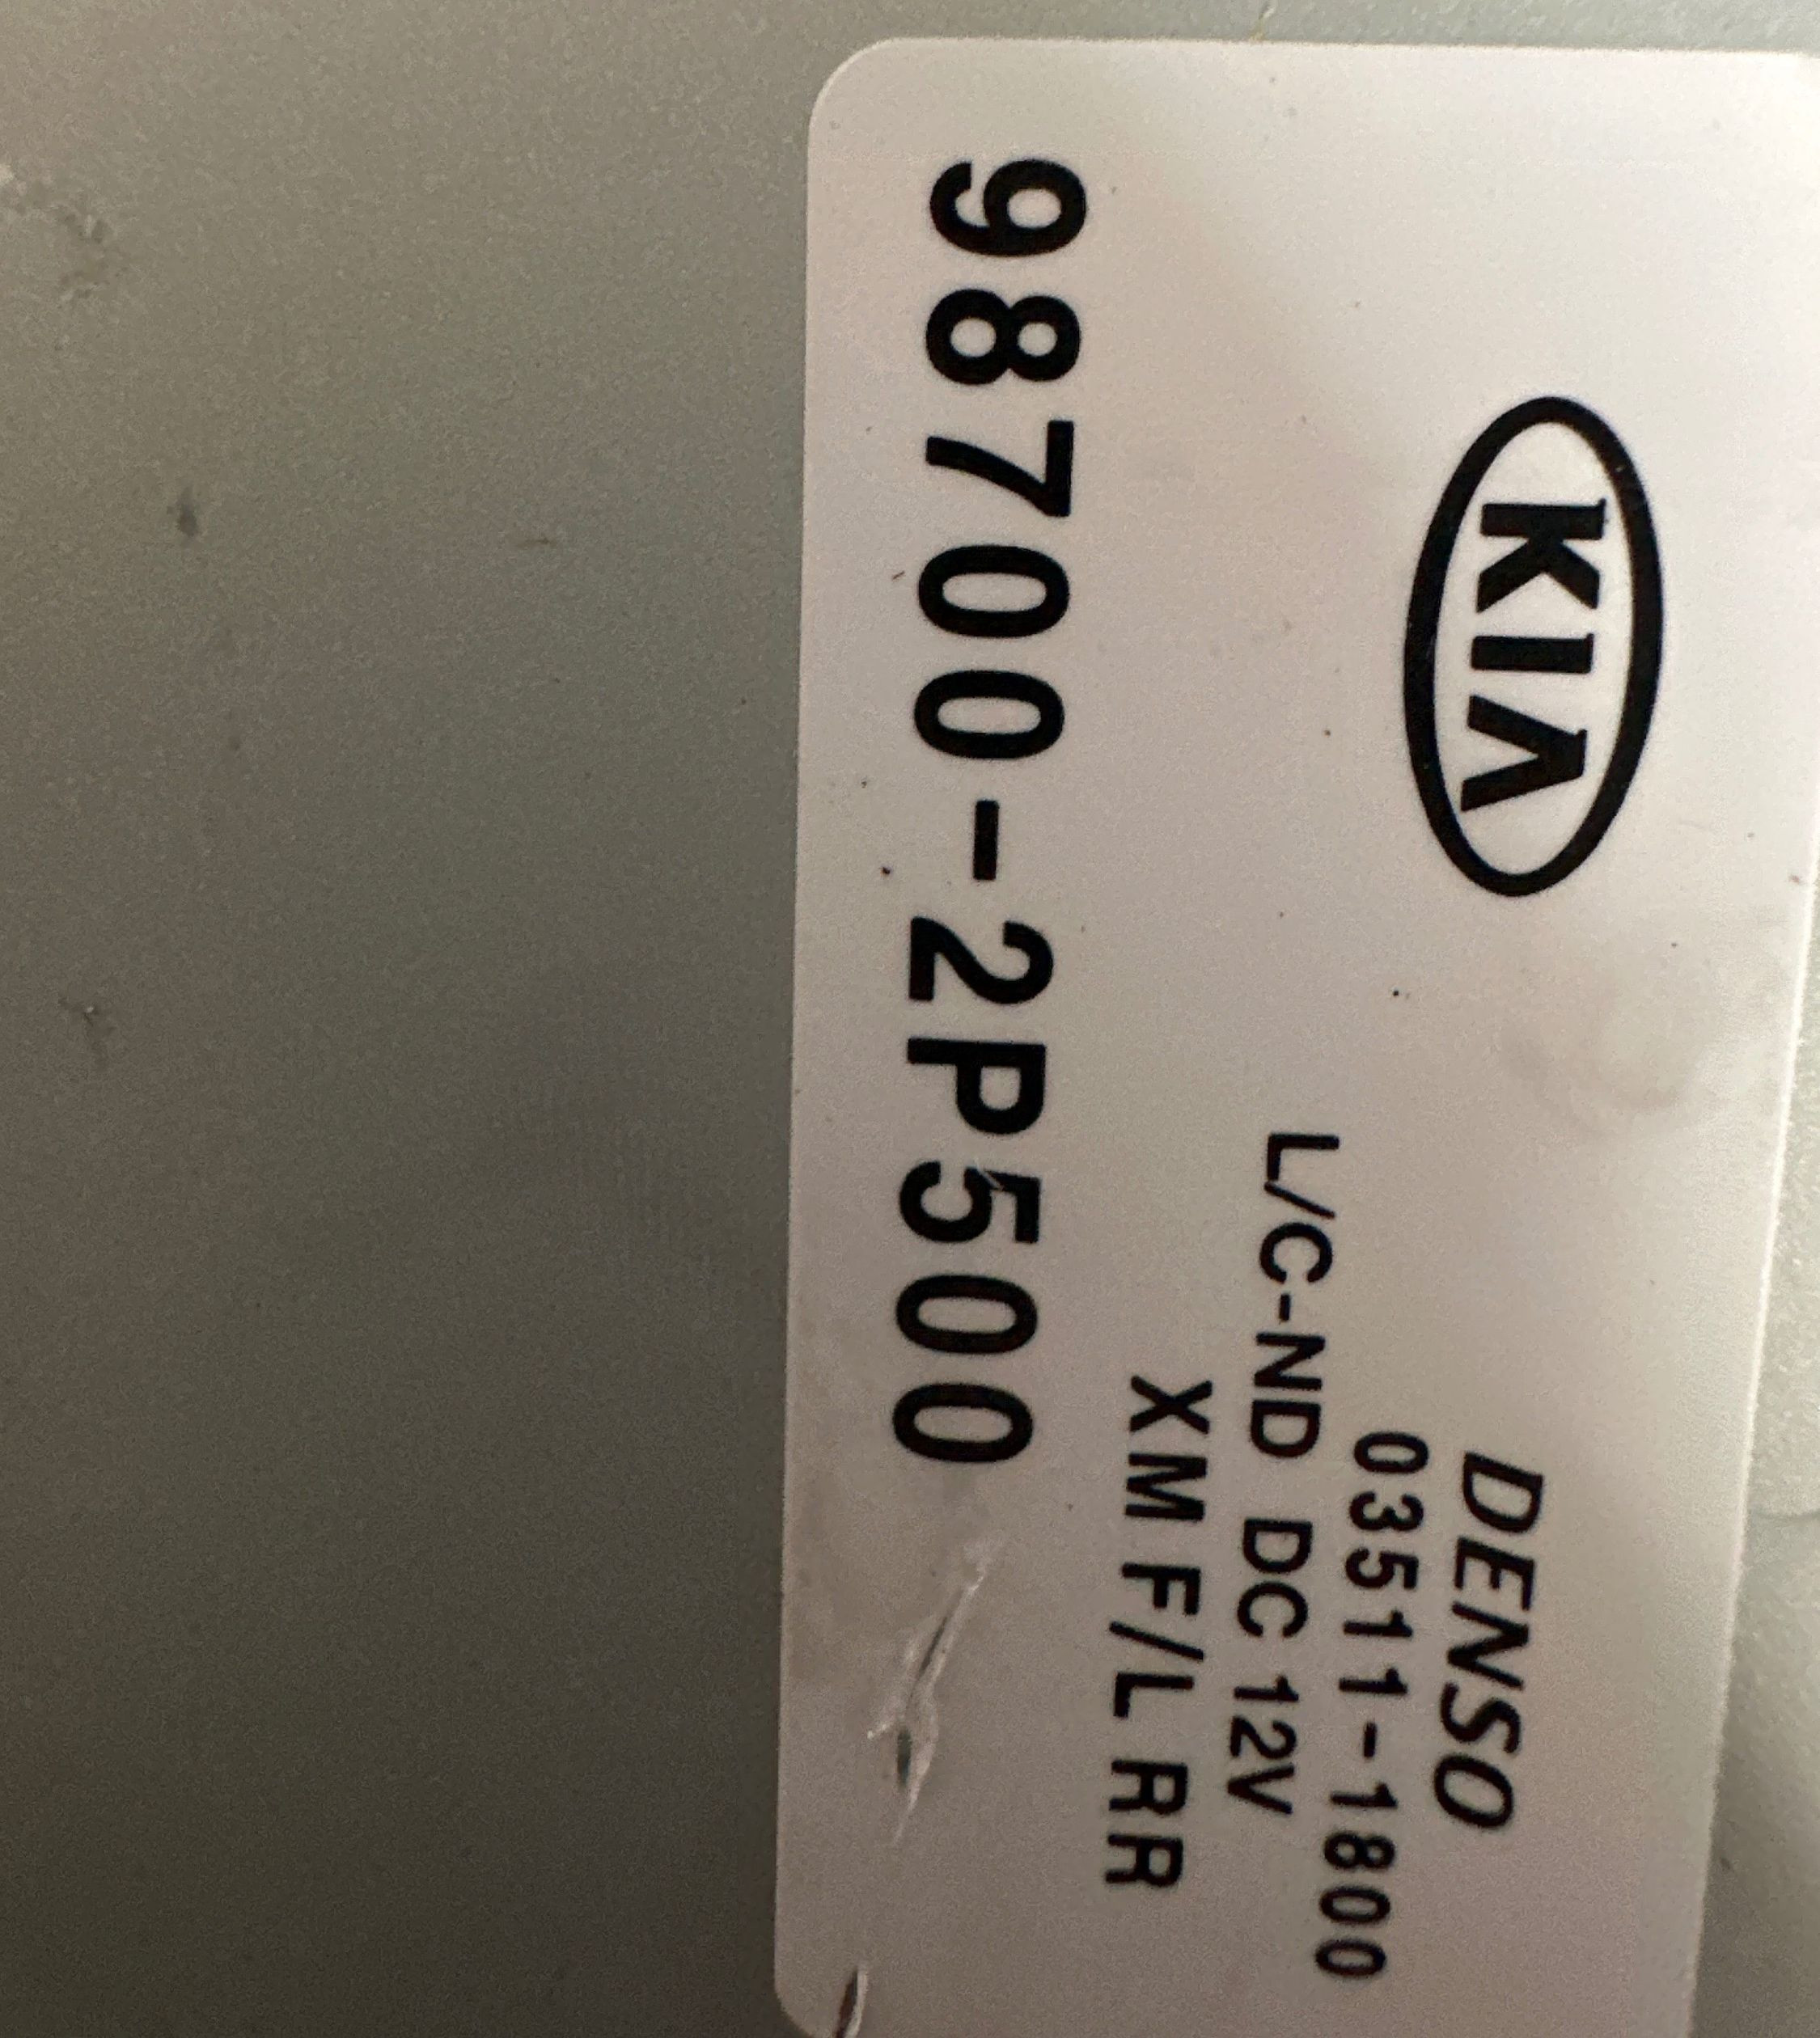 KIA
DENSO
03511-1800
L/C-ND DC 12V
XM F/L RR
98700-2P500